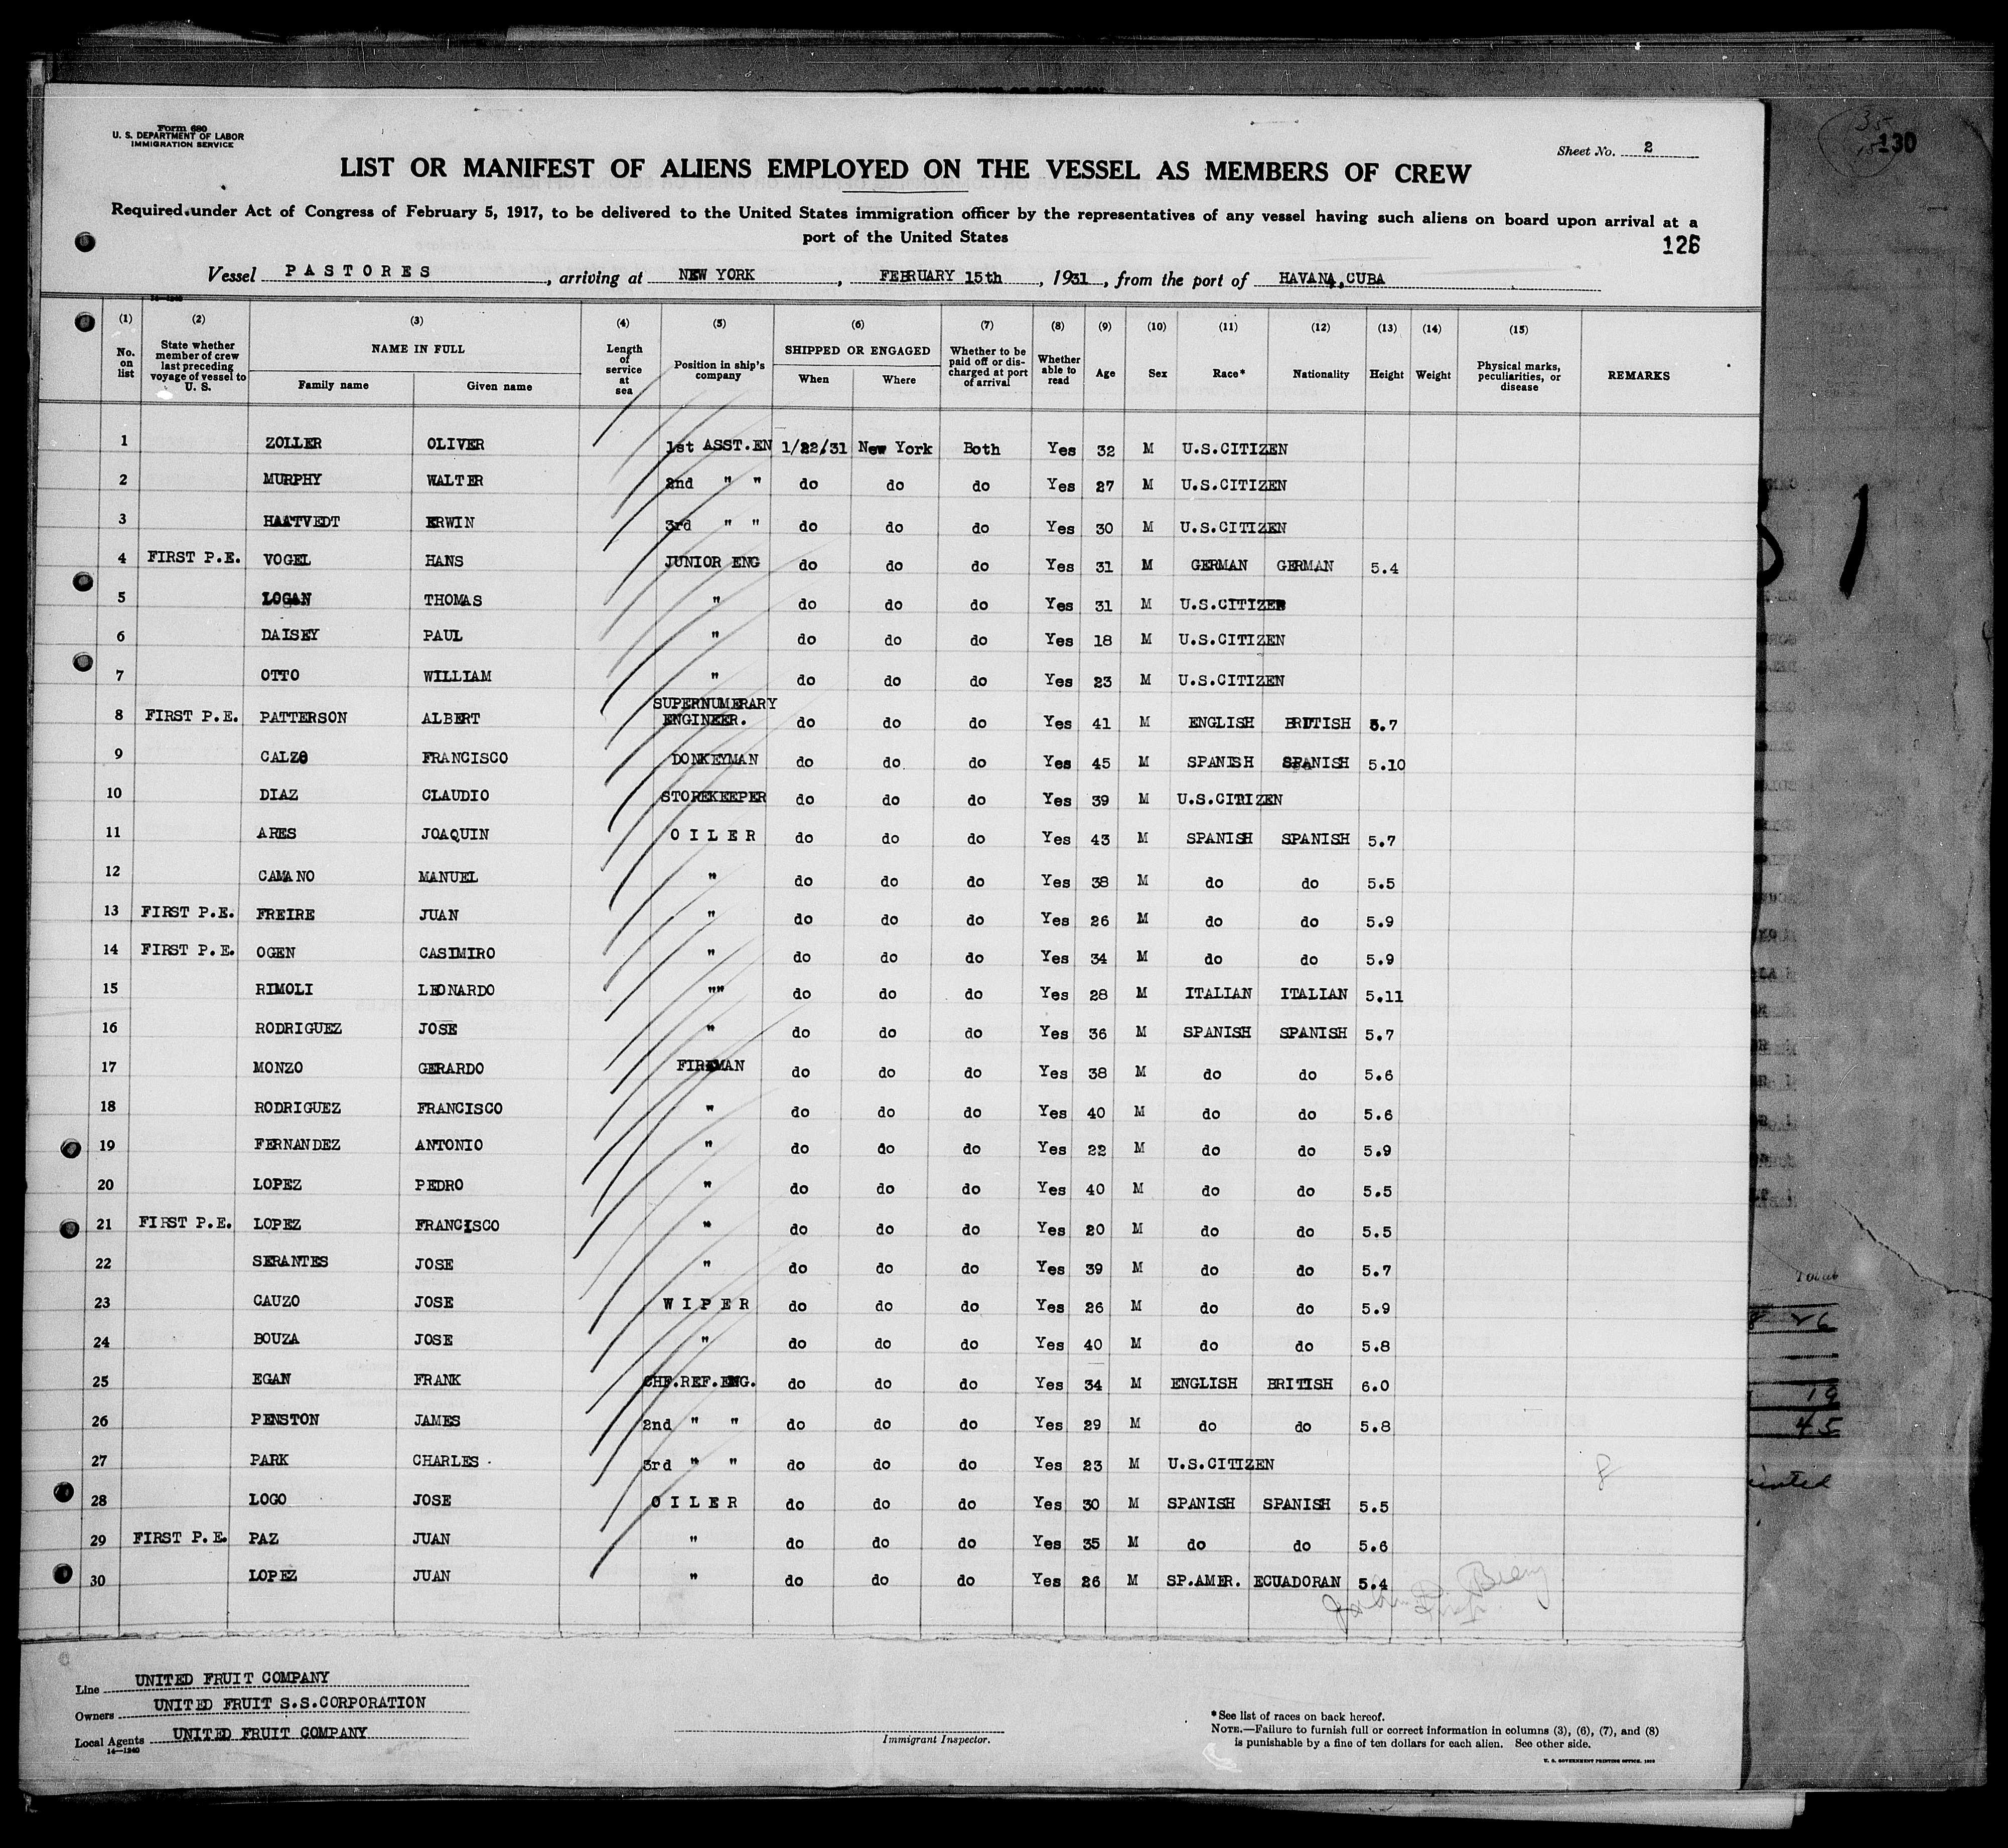 Form 680
U. S. DEPARTMENT OF LABOR
IMMIGRATION SERVICE
Sheet No. 2
130
LIST OR MANIFEST OF ALIENS EMPLOYED ON THE VESSEL AS MEMBERS OF CREW
Required under Act of Congress of February 5, 1917, to be delivered to the United States immigration officer by the representatives of any vessel having such aliens on board upon arrival at a
port of the United States
126
Vessel PASTORES, arriving at NEW YORK, FEBRUARY 15th, 1931, from the port of HAVANA, CUBA
(1) (2) (3) (4) (5) (6) (7) (8) (9) (10) (11) (12) (13) (14) (15)
No. on list State whether member of crew last preceding voyage of vessel to U. S. NAME IN FULL Family name Given name Length of service at sea Position in ship's company SHIPPED OR ENGAGED When Where Whether to be paid off or discharged at port of arrival Whether able to read Age Sex Race* Nationality Height Weight Physical marks, peculiarities, or disease REMARKS
1 ZOLLER OLIVER 1st ASST.EN 1/22/31 New York Both Yes 32 M U.S.CITIZEN
2 MURPHY WALTER 2nd " " do do do Yes 27 M U.S.CITIZEN
3 HAATVEDT ERWIN 3rd " " do do do Yes 30 M U.S.CITIZEN
4 FIRST P.E. VOGEL HANS JUNIOR ENG do do do Yes 31 M GERMAN GERMAN 5.4
5 LOGAN THOMAS " do do do Yes 31 M U.S.CITIZEN
6 DAISEY PAUL " do do do Yes 18 M U.S.CITIZEN
7 OTTO WILLIAM " do do do Yes 23 M U.S.CITIZEN
8 FIRST P.E. PATTERSON ALBERT SUPERNUMERARY ENGINEER. do do do Yes 41 M ENGLISH BRITISH 5.7
9 CALZO FRANCISCO DONKEYMAN do do do Yes 45 M SPANISH SPANISH 5.10
10 DIAZ CLAUDIO STOREKEEPER do do do Yes 39 M U.S.CITIZEN
11 ARES JOAQUIN OILER do do do Yes 43 M SPANISH SPANISH 5.7
12 CAMANO MANUEL " do do do Yes 38 M do do 5.5
13 FIRST P.E. FREIRE JUAN " do do do Yes 26 M do do 5.9
14 FIRST P.E. OGEN CASIMIRO " do do do Yes 34 M do do 5.9
15 RIMOLI LEONARDO "" do do do Yes 28 M ITALIAN ITALIAN 5.11
16 RODRIGUEZ JOSE " do do do Yes 36 M SPANISH SPANISH 5.7
17 MONZO GERARDO FIREMAN do do do Yes 38 M do do 5.6
18 RODRIGUEZ FRANCISCO " do do do Yes 40 M do do 5.6
19 FERNANDEZ ANTONIO " do do do Yes 22 M do do 5.9
20 LOPEZ PEDRO " do do do Yes 40 M do do 5.5
21 FIRST P.E. LOPEZ FRANCISCO " do do do Yes 20 M do do 5.5
22 SERANTES JOSE " do do do Yes 39 M do do 5.7
23 CAUZO JOSE WIPER do do do Yes 26 M do do 5.9
24 BOUZA JOSE " do do do Yes 40 M do do 5.8
25 EGAN FRANK CHF.REF.ENG. do do do Yes 34 M ENGLISH BRITISH 6.0
26 PENSTON JAMES 2nd " " do do do Yes 29 M do do 5.8
27 PARK CHARLES 3rd " " do do do Yes 23 M U.S.CITIZEN
28 LOGO JOSE OILER do do do Yes 30 M SPANISH SPANISH 5.5
29 FIRST P.E. PAZ JUAN " do do do Yes 35 M do do 5.6
30 LOPEZ JUAN " do do do Yes 26 M SP.AMER. ECUADORAN 5.4
Line UNITED FRUIT COMPANY
Owners UNITED FRUIT S.S.CORPORATION
Local Agents UNITED FRUIT COMPANY
14—1240
Immigrant Inspector.
*See list of races on back hereof.
NOTE.—Failure to furnish full or correct information in columns (3), (6), (7), and (8)
is punishable by a fine of ten dollars for each alien. See other side.